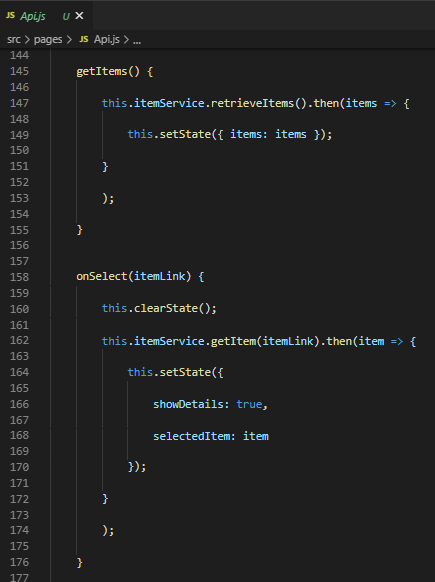 JS Api.js U ×
src > pages > JS Api.js > ...
144
145 getItems() {
146
147 this.itemService.retrieveItems().then(items => {
148
149 this.setState({ items: items });
150
151 }
152
153 );
154
155 }
156
157
158 onSelect(itemLink) {
159
160 this.clearState();
161
162 this.itemService.getItem(itemLink).then(item => {
163
164 this.setState({
165
166 showDetails: true,
167
168 selectedItem: item
169
170 });
171
172 }
173
174 );
175
176 }
177